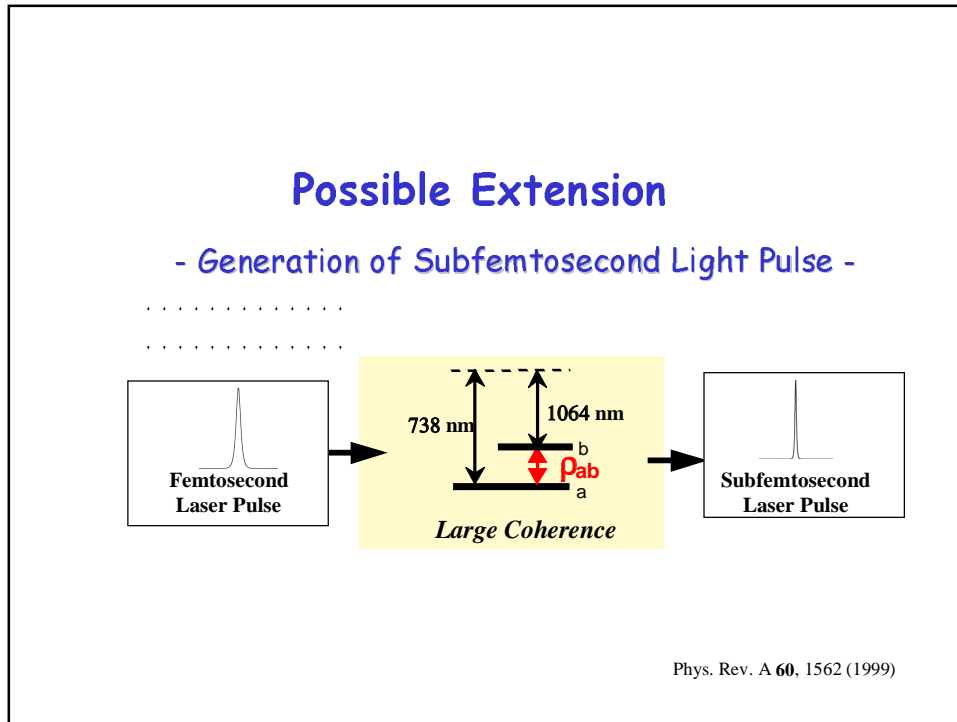 Possible Extension
- Generation of Subfemtosecond Light Pulse -
Femtosecond
Laser Pulse
738 nm
1064 nm
b
ρab
a
Large Coherence
Subfemtosecond
Laser Pulse
Phys. Rev. A 60, 1562 (1999)